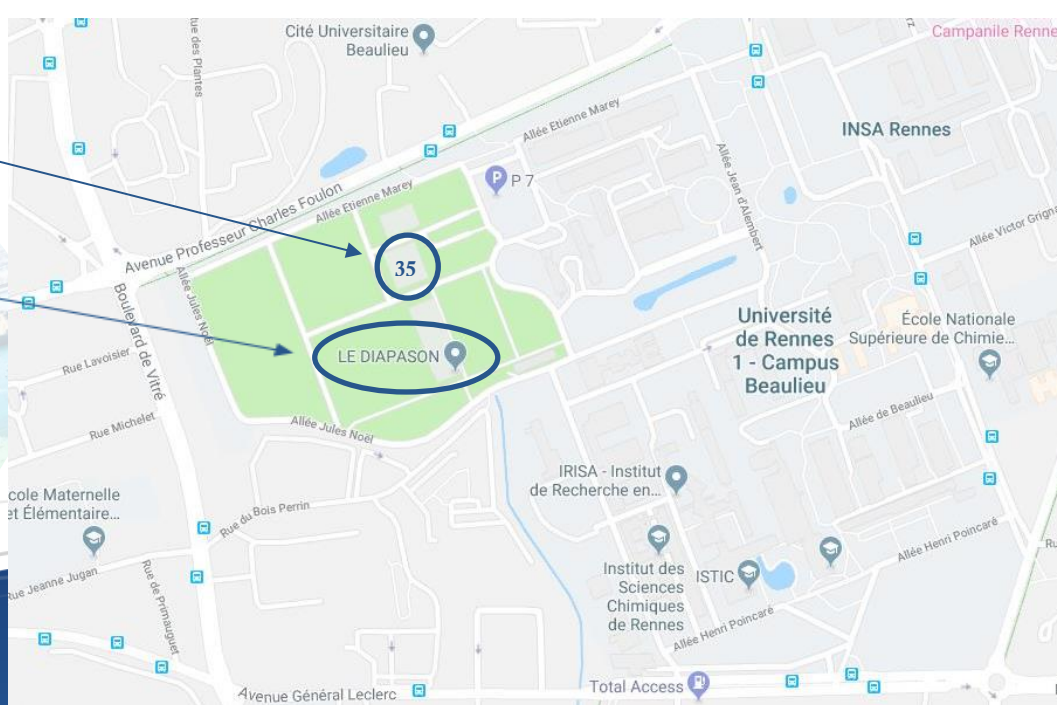 Cité Universitaire
Beaulieu
Campanile Renne
Rue des Plantes
INSA Rennes
Allée Etienne Marey
P P 7
Allée Etienne Marey
Allée Jean d'Alembert
Allée Victor Grigna
Avenue Professeur Charles Foulon
35
Allée Jules Noël
Boulevard de Vitré
Université
de Rennes
1 - Campus
Beaulieu
École Nationale
Supérieure de Chimie...
LE DIAPASON
Rue Lavoisier
Rue Michelet
Allée Jules Noël
Allée de Beaulieu
IRISA - Institut
de Recherche en...
cole Maternelle
et Élémentaire...
Rue du Bois Perrin
Allée Henri Poincaré
Ru
Rue Jeanne Jugan
Rue de Primauguet
Institut des
Sciences
Chimiques
de Rennes
ISTIC
Allée Henri Poincaré
Avenue Général Leclerc
Total Access